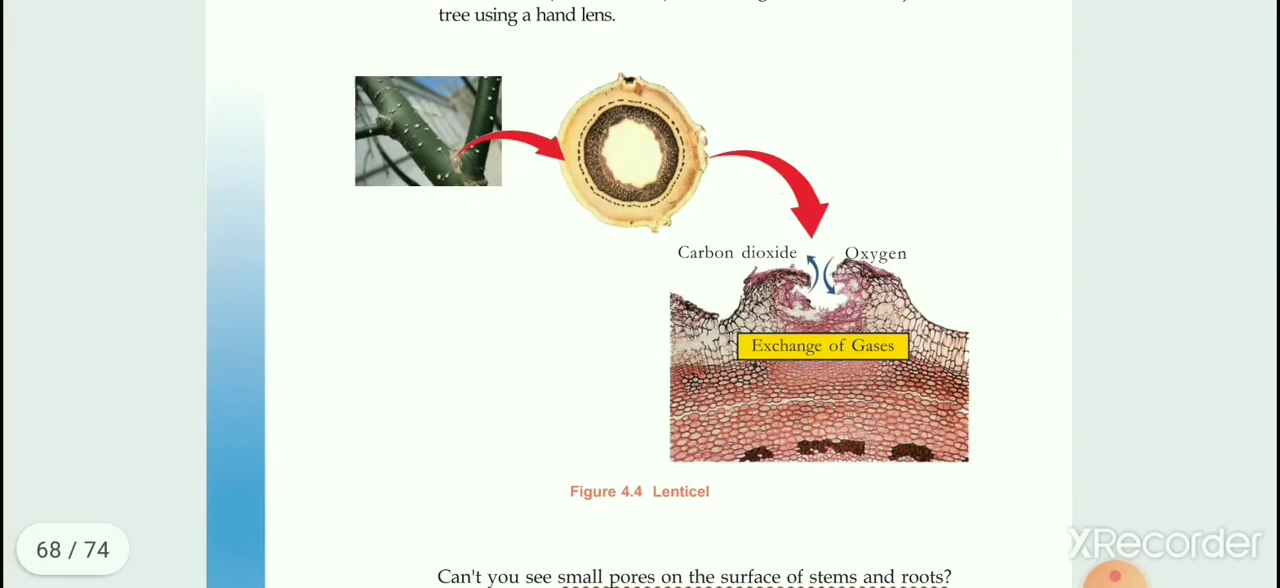 tree using a hand lens.
Carbon dioxide
Oxygen
Exchange of Gases
Figure 4.4 Lenticel
68 / 74
XRecorder
Can't you see small pores on the surface of stems and roots?